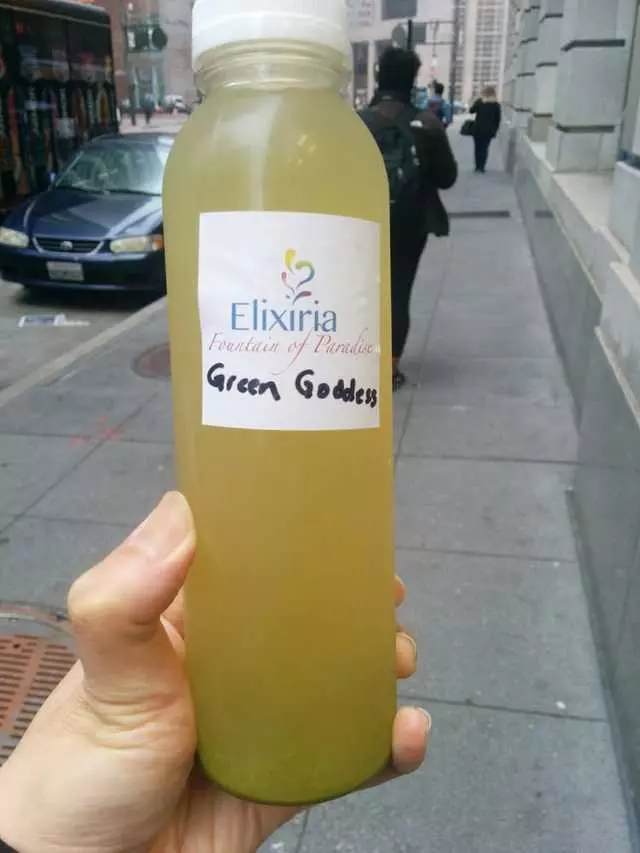 Elixiria
Fountain of Paradise
Green Goddess